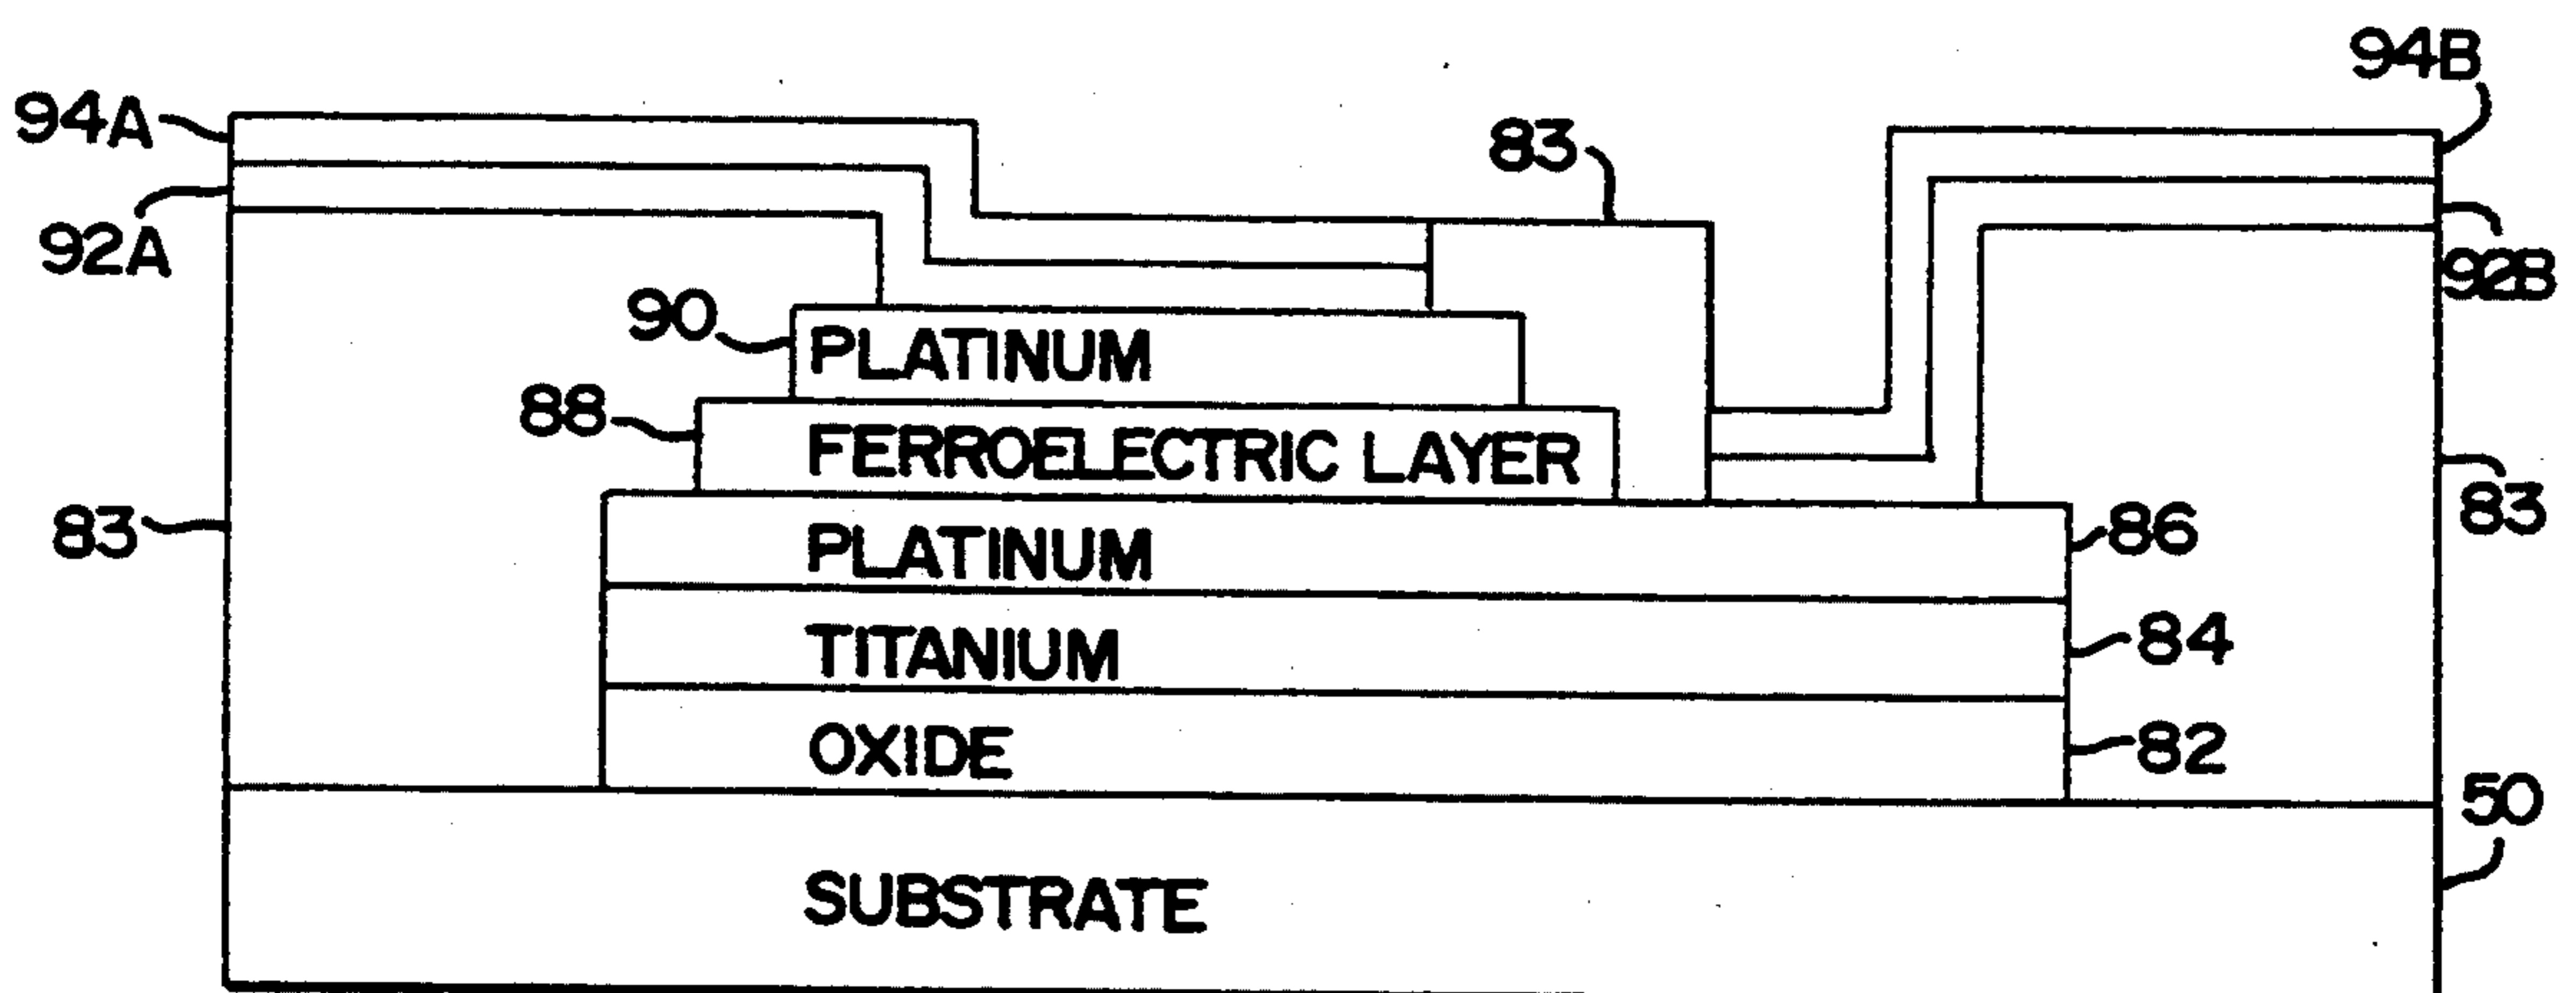 94B
94A
83
92A
92B
90
PLATINUM
88
FERROELECTRIC LAYER
83
83
PLATINUM
86
TITANIUM
84
OXIDE
82
50
SUBSTRATE